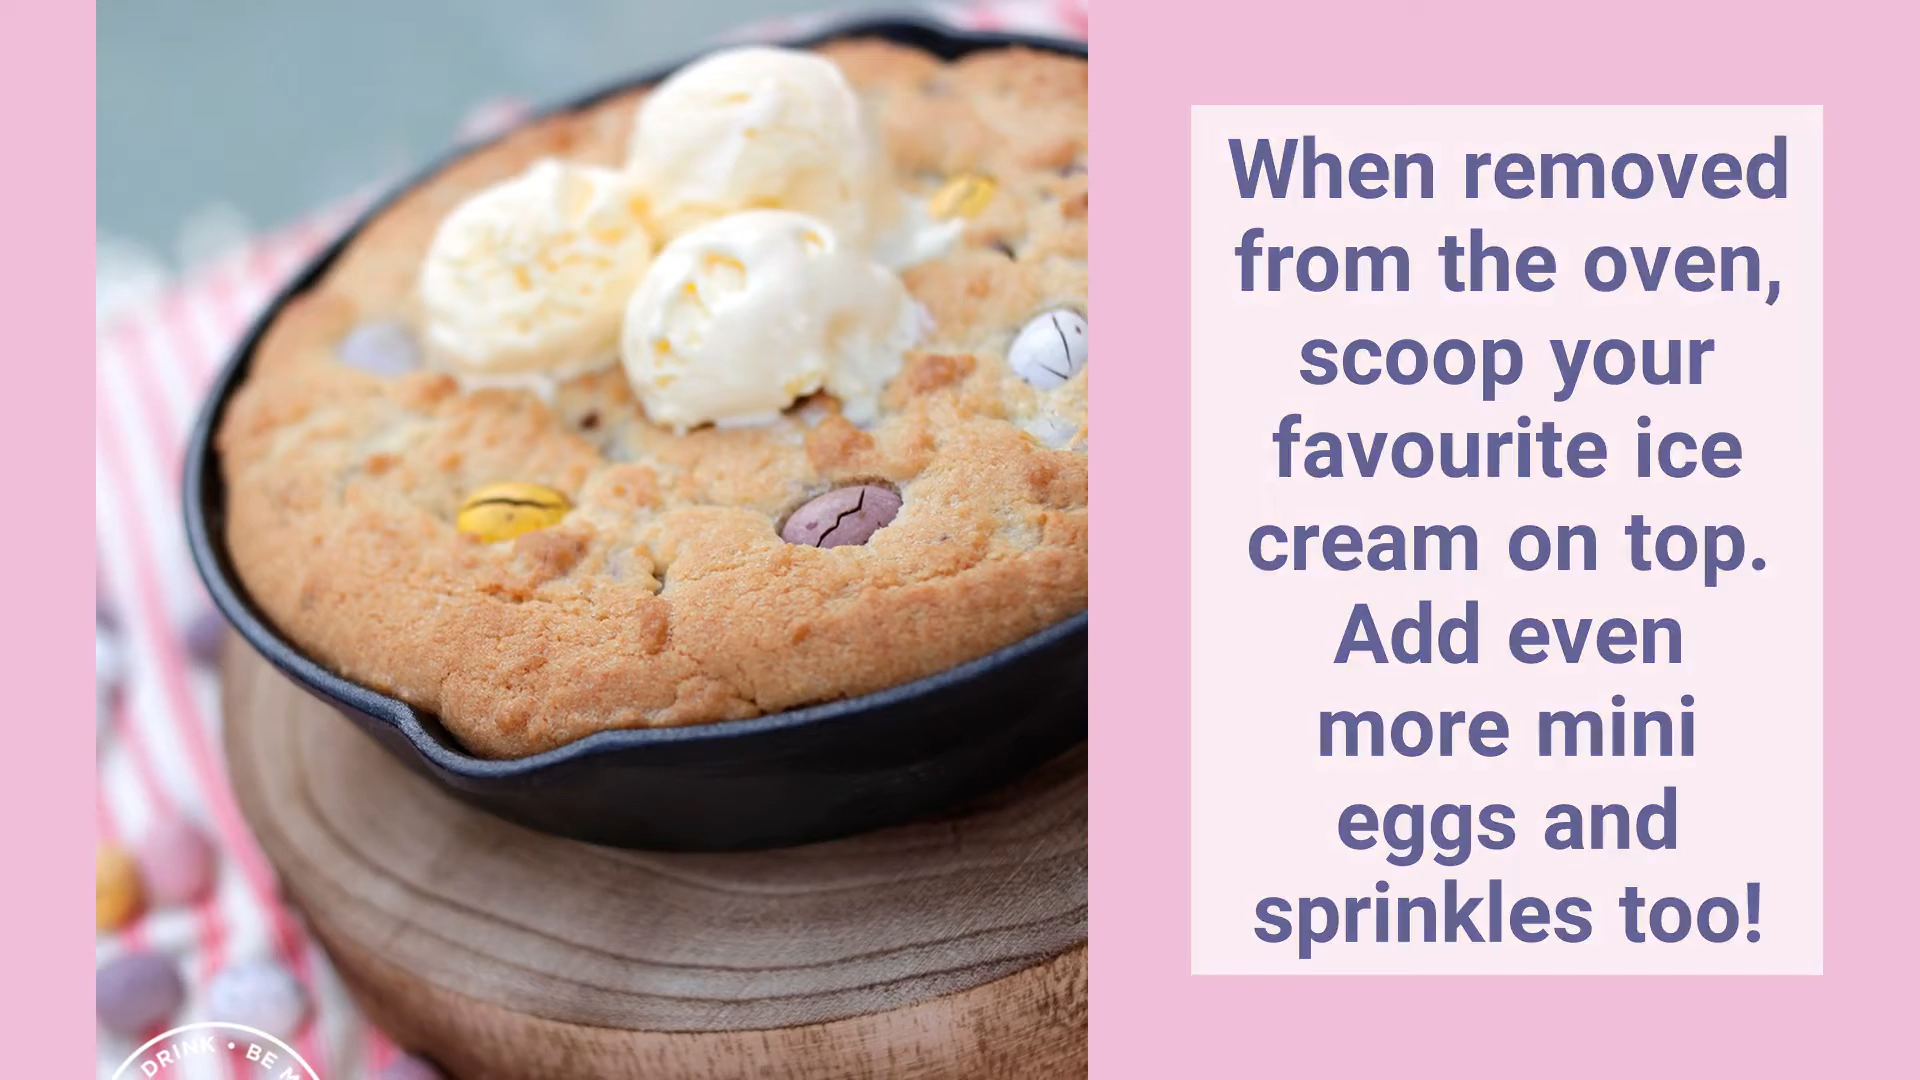 When removed
from the oven,
scoop your
favourite ice
cream on top.
Add even
more mini
eggs and
sprinkles too!
DRINK • BE